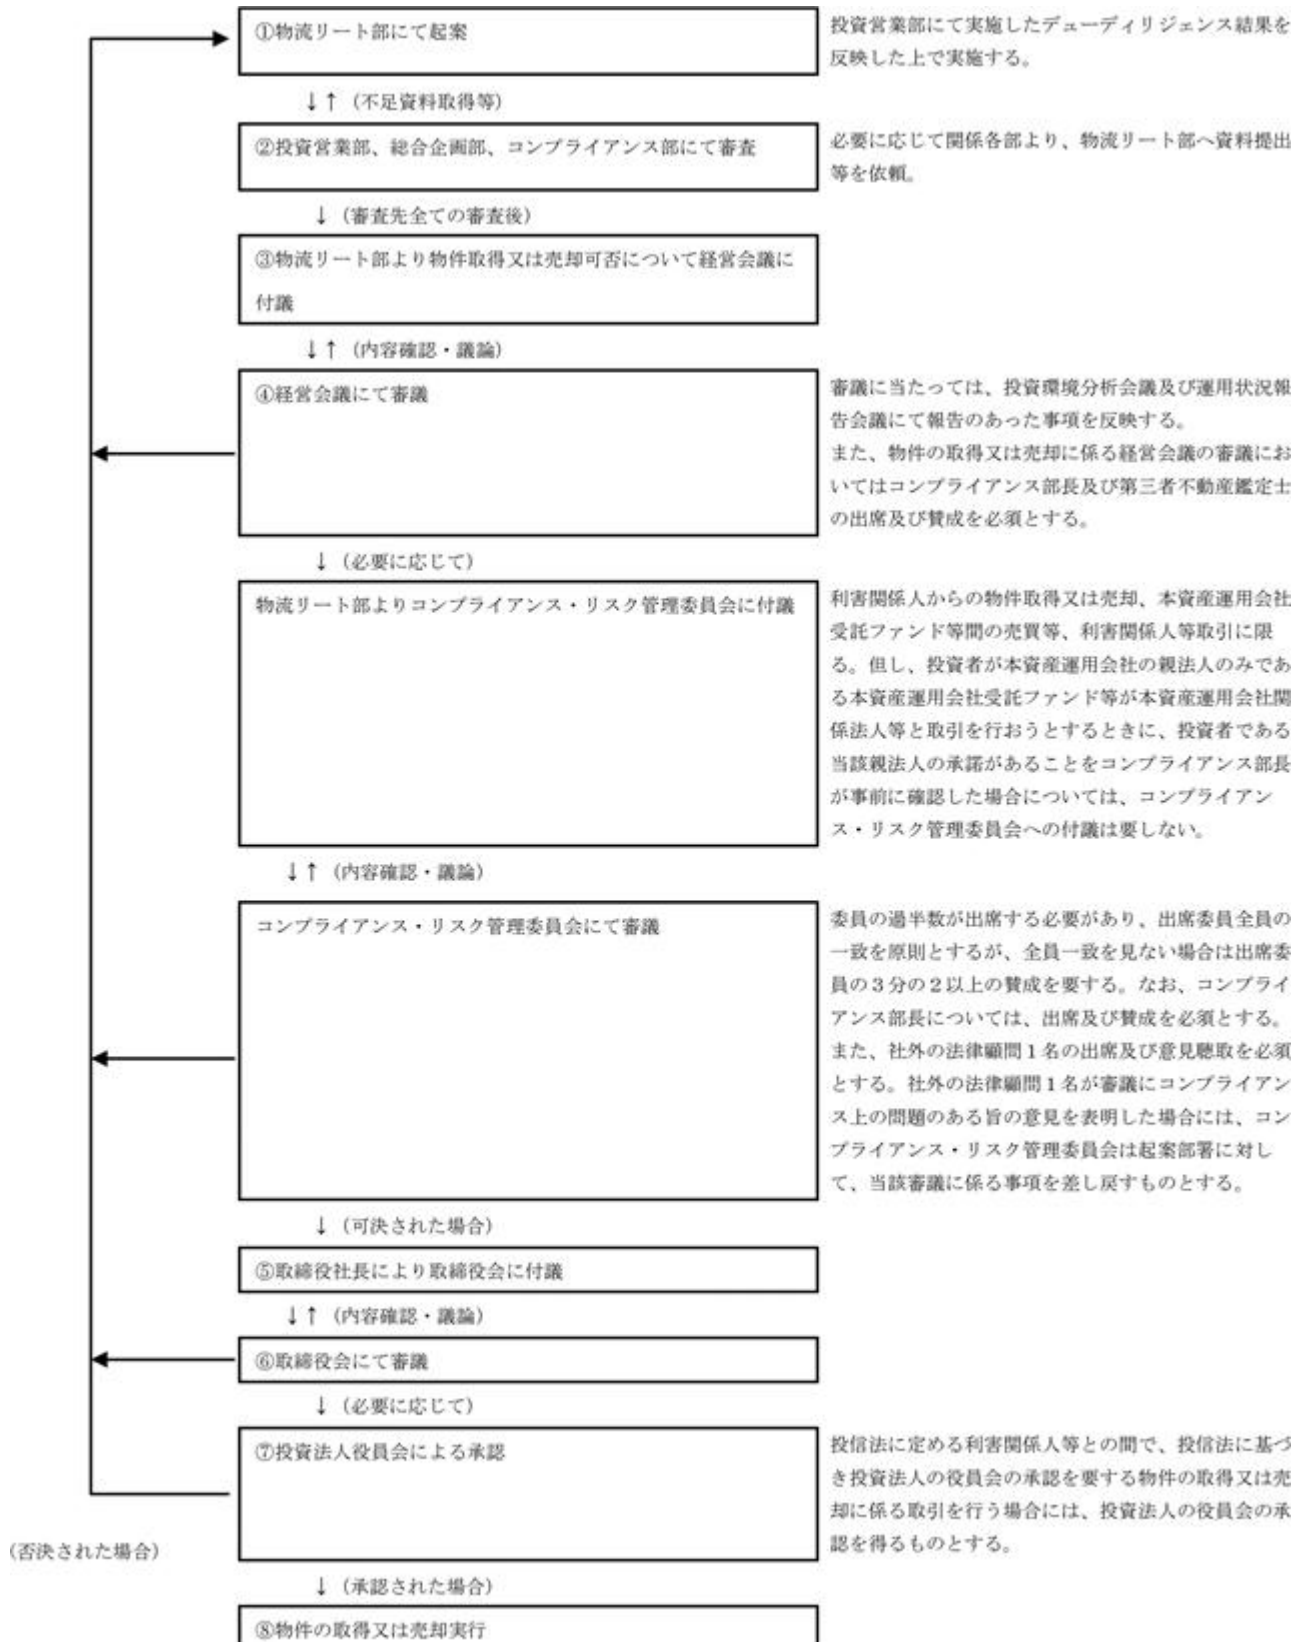 ①物流リート部にて起案
投資営業部にて実施したデューディリジェンス結果を
反映した上で実施する。
↓↑（不足資料取得等）
②投資営業部、総合企画部、コンプライアンス部にて審査
必要に応じて関係各部より、物流リート部へ資料提出
等を依頼。
↓（審査先全ての審査後）
③物流リート部より物件取得又は売却可否について経営会議に
付議
↓↑（内容確認・議論）
④経営会議にて審議
審議に当たっては、投資環境分析会議及び運用状況報
告会議にて報告のあった事項を反映する。
また、物件の取得又は売却に係る経営会議の審議にお
いてはコンプライアンス部長及び第三者不動産鑑定士
の出席及び賛成を必須とする。
↓（必要に応じて）
物流リート部よりコンプライアンス・リスク管理委員会に付議
利害関係人からの物件取得又は売却、本資産運用会社
受託ファンド等間の売買等、利害関係人等取引に限
る。但し、投資者が本資産運用会社の親法人のみであ
る本資産運用会社受託ファンド等が本資産運用会社関
係法人等と取引を行おうとするときに、投資者である
当該親法人の承諾があることをコンプライアンス部長
が事前に確認した場合については、コンプライアン
ス・リスク管理委員会への付議は要しない。
↓↑（内容確認・議論）
コンプライアンス・リスク管理委員会にて審議
委員の過半数が出席する必要があり、出席委員全員の
一致を原則とするが、全員一致を見ない場合は出席委
員の３分の２以上の賛成を要する。なお、コンプライ
アンス部長については、出席及び賛成を必須とする。
また、社外の法律顧問１名の出席及び意見聴取を必須
とする。社外の法律顧問１名が審議にコンプライアン
ス上の問題のある旨の意見を表明した場合には、コン
プライアンス・リスク管理委員会は起案部署に対し
て、当該審議に係る事項を差し戻すものとする。
↓（可決された場合）
⑤取締役社長により取締役会に付議
↓↑（内容確認・議論）
⑥取締役会にて審議
↓（必要に応じて）
⑦投資法人役員会による承認
投信法に定める利害関係人等との間で、投信法に基づ
き投資法人の役員会の承認を要する物件の取得又は売
却に係る取引を行う場合には、投資法人の役員会の承
認を得るものとする。
（否決された場合）
↓（承認された場合）
⑧物件の取得又は売却実行